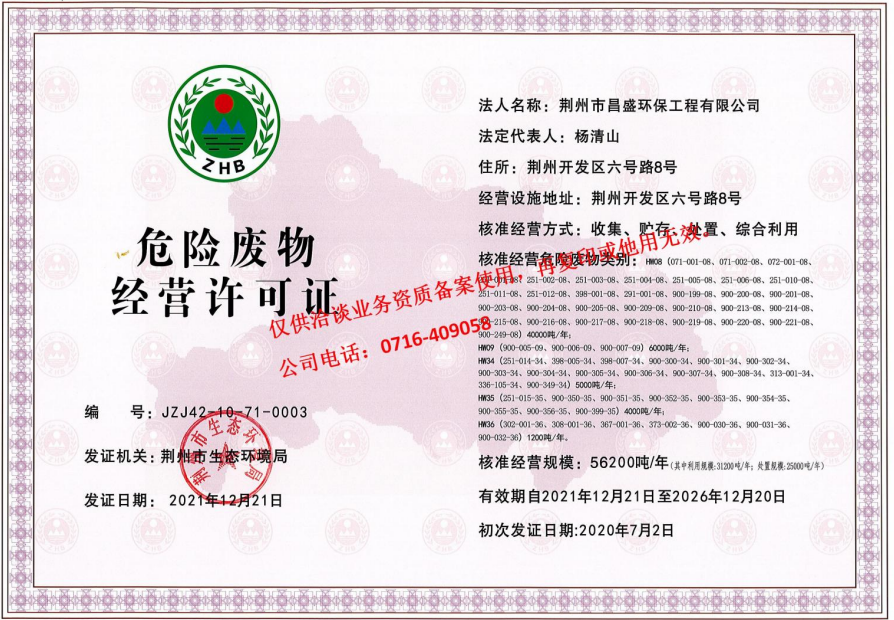 ZHB
危险废物
经营许可证
编 号：JZJ42-10-71-0003
发证机关：荆州市生态环境局
发证日期： 2021年12月21日
荆州市生态环境局
法人名称：荆州市昌盛环保工程有限公司
法定代表人：杨清山
住所：荆州开发区六号路8号
经营设施地址：荆州开发区六号路8号
核准经营方式：收集、贮存、处置、综合利用
核准经营危险废物类别：HW08（071-001-08、071-002-08、072-001-08、
251-002-08、251-003-08、251-004-08、251-005-08、251-006-08、251-010-08、
251-011-08、251-012-08、398-001-08、291-001-08、900-199-08、900-200-08、900-201-08、
900-203-08、900-204-08、900-205-08、900-209-08、900-210-08、900-213-08、900-214-08、
900-215-08、900-216-08、900-217-08、900-218-08、900-219-08、900-220-08、900-221-08、
900-249-08）40000吨/年；
HW09（900-005-09、900-006-09、900-007-09）6000吨/年；
HW34（251-014-34、398-005-34、398-007-34、900-300-34、900-301-34、900-302-34、
900-303-34、900-304-34、900-305-34、900-306-34、900-307-34、900-308-34、313-001-34、
336-105-34、900-349-34）5000吨/年；
HW35（251-015-35、900-350-35、900-351-35、900-352-35、900-353-35、900-354-35、
900-355-35、900-356-35、900-399-35）4000吨/年；
HW36（302-001-36、308-001-36、367-001-36、373-002-36、900-030-36、900-031-36、
900-032-36）1200吨/年。
核准经营规模：56200吨/年（其中利用规模:31200吨/年；处置规模:25000吨/年）
有效期自2021年12月21日至2026年12月20日
初次发证日期:2020年7月2日
仅供洽谈业务资质备案使用，再复印或他用无效。
公司电话：0716-409058